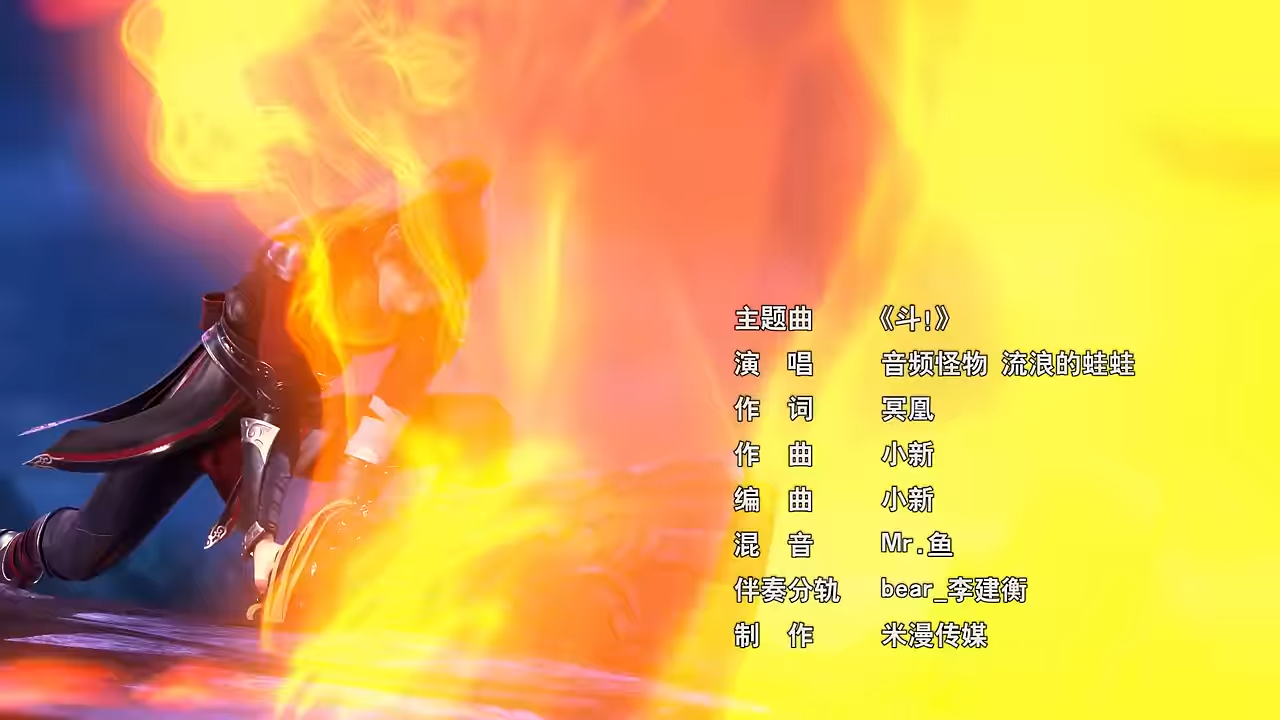 主题曲 《斗!》
演 唱 音频怪物 流浪的蛙蛙
作 词 冥凰
作 曲 小新
编 曲 小新
混 音 Mr.鱼
伴奏分轨 bear_李建衡
制 作 米漫传媒